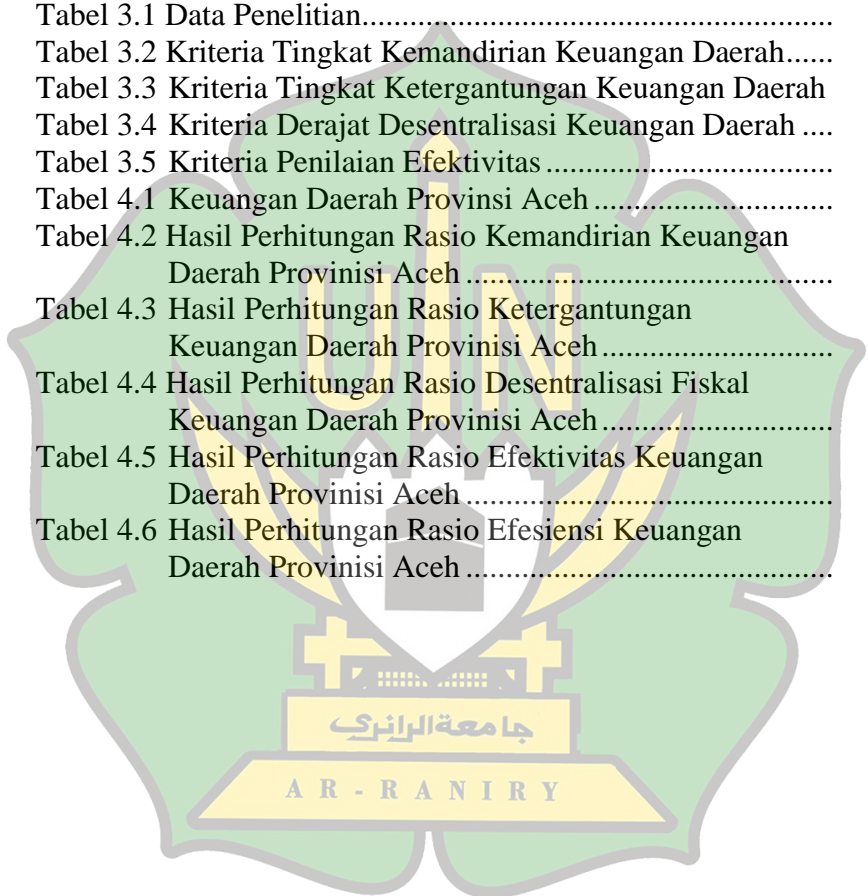 Tabel 3.1 Data Penelitian...........................................................
Tabel 3.2 Kriteria Tingkat Kemandirian Keuangan Daerah......
Tabel 3.3 Kriteria Tingkat Ketergantungan Keuangan Daerah
Tabel 3.4 Kriteria Derajat Desentralisasi Keuangan Daerah ....
Tabel 3.5 Kriteria Penilaian Efektivitas ....................................
Tabel 4.1 Keuangan Daerah Provinsi Aceh ..............................
Tabel 4.2 Hasil Perhitungan Rasio Kemandirian Keuangan
Daerah Provinisi Aceh ..............................................
Tabel 4.3 Hasil Perhitungan Rasio Ketergantungan
Keuangan Daerah Provinisi Aceh .............................
Tabel 4.4 Hasil Perhitungan Rasio Desentralisasi Fiskal
Keuangan Daerah Provinisi Aceh .............................
Tabel 4.5 Hasil Perhitungan Rasio Efektivitas Keuangan
Daerah Provinisi Aceh ..............................................
Tabel 4.6 Hasil Perhitungan Rasio Efesiensi Keuangan
Daerah Provinisi Aceh ..............................................
UIN
جامعة الرانري
AR-RANIRY